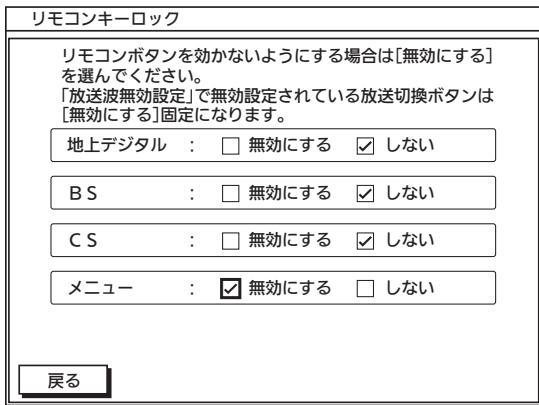 リモコンキーロック
リモコンボタンを効かないようにする場合は[無効にする]
を選んでください。
「放送波無効設定」で無効設定されている放送切換ボタンは
[無効にする]固定になります。
地上デジタル : 無効にする しない
BS : 無効にする しない
CS : 無効にする しない
メニュー : 無効にする しない
戻る